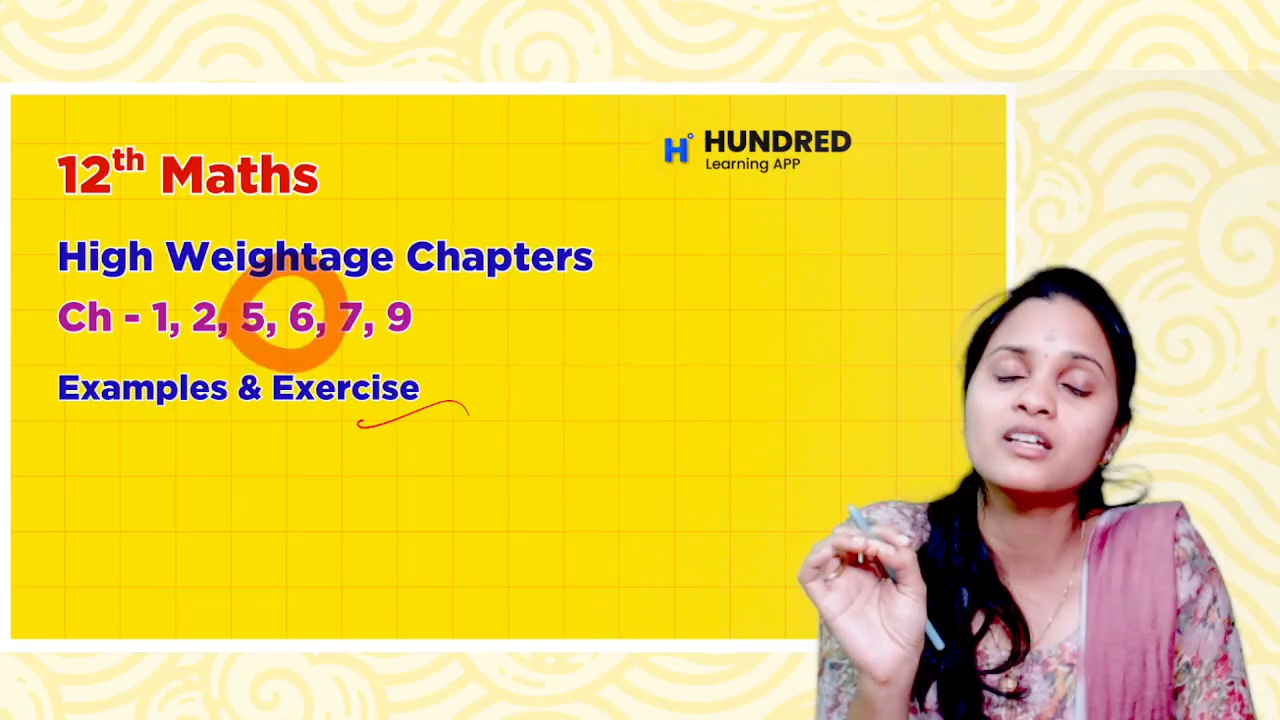 12th Maths
HUNDRED
Learning APP
High Weightage Chapters
Ch - 1, 2, 5, 6, 7, 9
Examples & Exercise